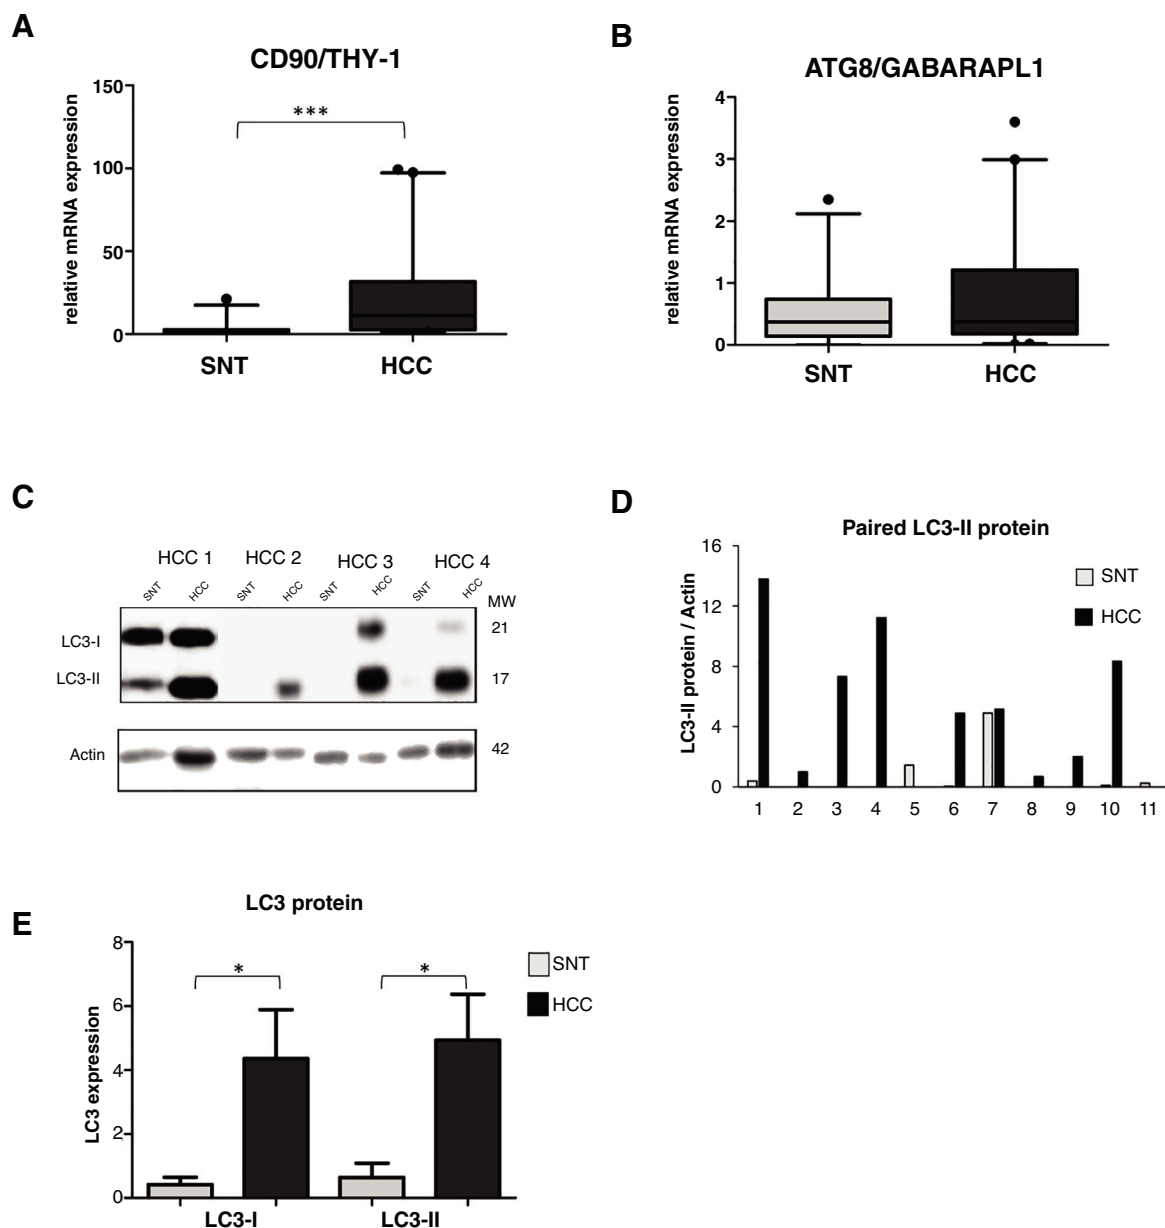 A
CD90/THY-1
relative mRNA expression
150
100
50
0
***
SNT HCC
B
ATG8/GABARAPL1
relative mRNA expression
4
3
2
1
0
SNT HCC
C
HCC 1 HCC 2 HCC 3 HCC 4
SNT HCC SNT HCC SNT HCC SNT HCC
MW
LC3-I 21
LC3-II 17
Actin 42
D
Paired LC3-II protein
LC3-II protein / Actin
16
12
8
4
0
SNT
HCC
1 2 3 4 5 6 7 8 9 10 11
E
LC3 protein
LC3 expression
8
6
4
2
0
* *
SNT
HCC
LC3-I LC3-II